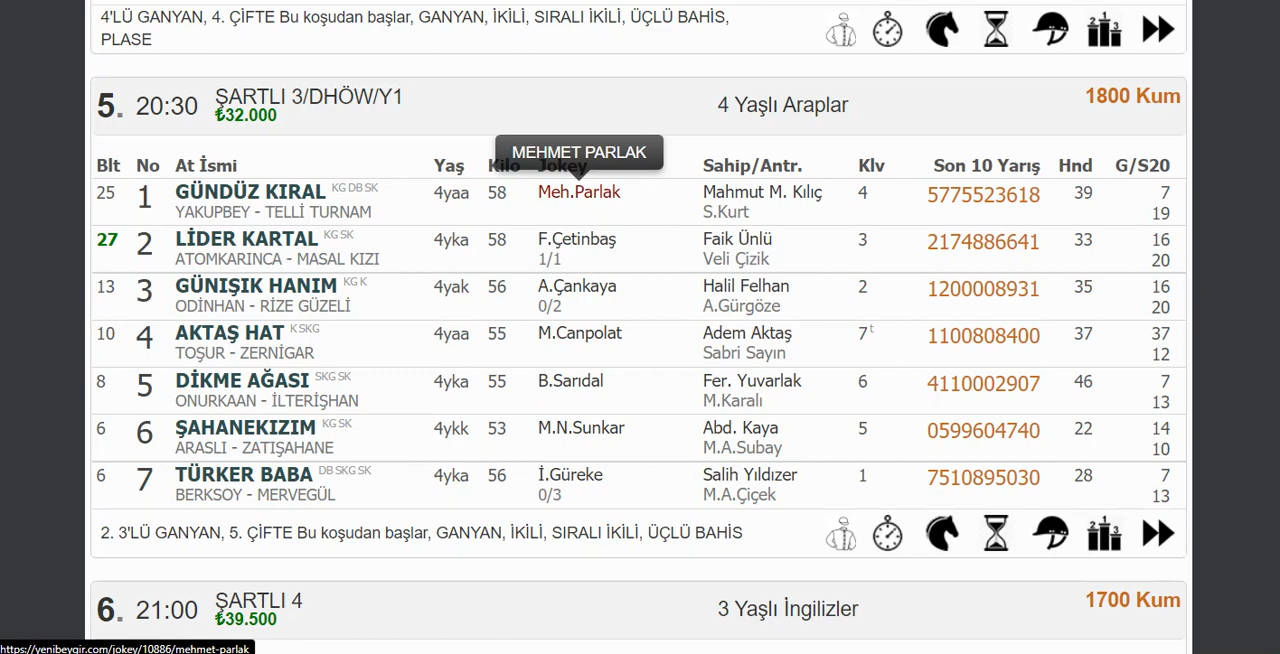 4'LÜ GANYAN, 4. ÇİFTE Bu koşudan başlar, GANYAN, İKİLİ, SIRALI İKİLİ, ÜÇLÜ BAHİS,
PLASE
5. 20:30 ŞARTLI 3/DHÖW/Y1 4 Yaşlı Araplar 1800 Kum
₺32.000
MEHMET PARLAK
Blt No At İsmi Yaş Kilo Jokey Sahip/Antr. Klv Son 10 Yarış Hnd G/S20
25 1 GÜNDÜZ KIRAL KG DB SK 4yaa 58 Meh.Parlak Mahmut M. Kılıç 4 5775523618 39 7
YAKUPBEY - TELLİ TURNAM S.Kurt 19
27 2 LİDER KARTAL KG SK 4yka 58 F.Çetinbaş Faik Ünlü 3 2174886641 33 16
ATOMKARINCA - MASAL KIZI 1/1 Veli Çizik 20
13 3 GÜNIŞIK HANIM KG K 4yak 56 A.Çankaya Halil Felhan 2 1200008931 35 16
ODİNHAN - RİZE GÜZELİ 0/2 A.Gürgöze 20
10 4 AKTAŞ HAT K SKG 4yaa 55 M.Canpolat Adem Aktaş 7t 1100808400 37 37
TOŞUR - ZERNİGAR Sabri Sayın 12
8 5 DİKME AĞASI SKG SK 4yka 55 B.Sarıdal Fer. Yuvarlak 6 4110002907 46 7
ONURKAAN - İLTERİŞHAN M.Karalı 13
6 6 ŞAHANEKIZIM KG SK 4ykk 53 M.N.Sunkar Abd. Kaya 5 0599604740 22 14
ARASLI - ZATIŞAHANE M.A.Subay 10
6 7 TÜRKER BABA DB SKG SK 4yka 56 İ.Güreke Salih Yıldızer 1 7510895030 28 7
BERKSOY - MERVEGÜL 0/3 M.A.Çiçek 13
2. 3'LÜ GANYAN, 5. ÇİFTE Bu koşudan başlar, GANYAN, İKİLİ, SIRALI İKİLİ, ÜÇLÜ BAHİS
6. 21:00 ŞARTLI 4 3 Yaşlı İngilizler 1700 Kum
₺39.500
https://yenibeygir.com/jokey/10886/mehmet-parlak